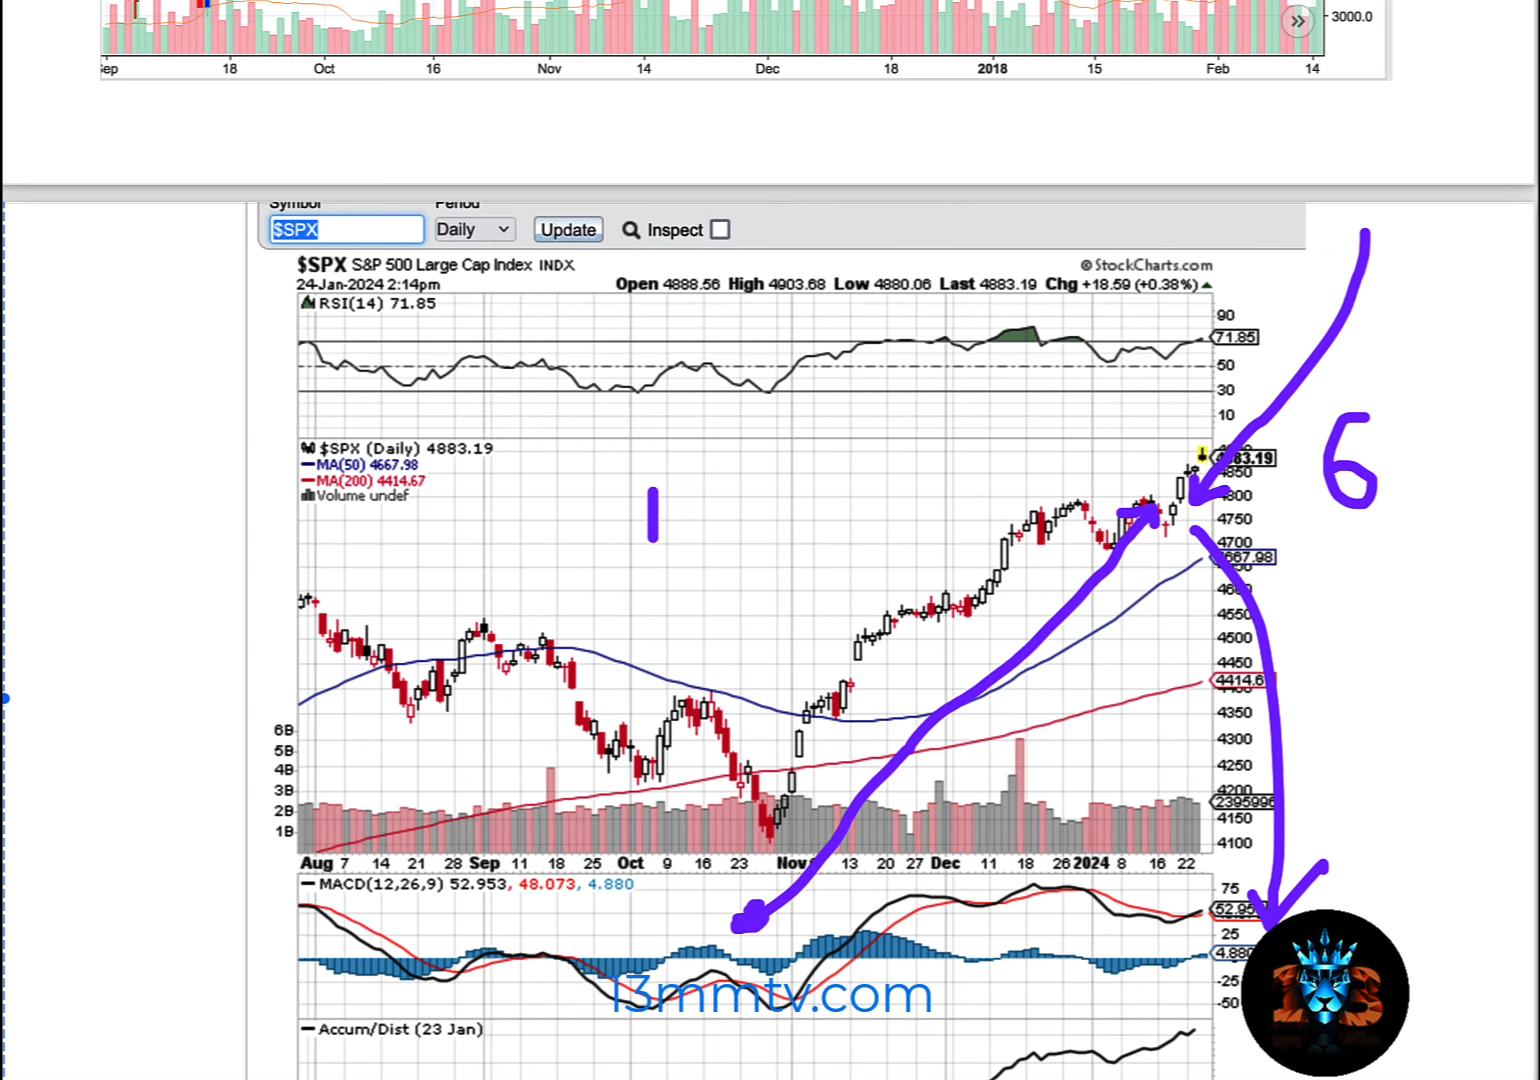 3000.0
Sep 18 Oct 16 Nov 14 Dec 18 2018 15 Feb 14
Symbol Period
$SPX Daily Update Inspect
$SPX S&P 500 Large Cap Index INDX © StockCharts.com
24-Jan-2024 2:14pm Open 4888.56 High 4903.68 Low 4880.06 Last 4883.19 Chg +18.59 (+0.38%)
RSI(14) 71.85
90
71.85
50
30
10
6
$SPX (Daily) 4883.19
MA(50) 4667.98
MA(200) 4414.67
Volume undef
1
4883.19
4850
4800
4750
4700
4667.98
4650
4600
4550
4500
4450
4414.67
4400
4350
6B 4300
5B
4B 4250
3B 4200
2B 2395996
4150
1B 4100
Aug 7 14 21 28 Sep 11 18 25 Oct 9 16 23 Nov 13 20 27 Dec 11 18 26 2024 8 16 22
MACD(12,26,9) 52.953, 48.073, 4.880
75
52.95
25
4.880
-25
-50
13mmtv.com
Accum/Dist (23 Jan)